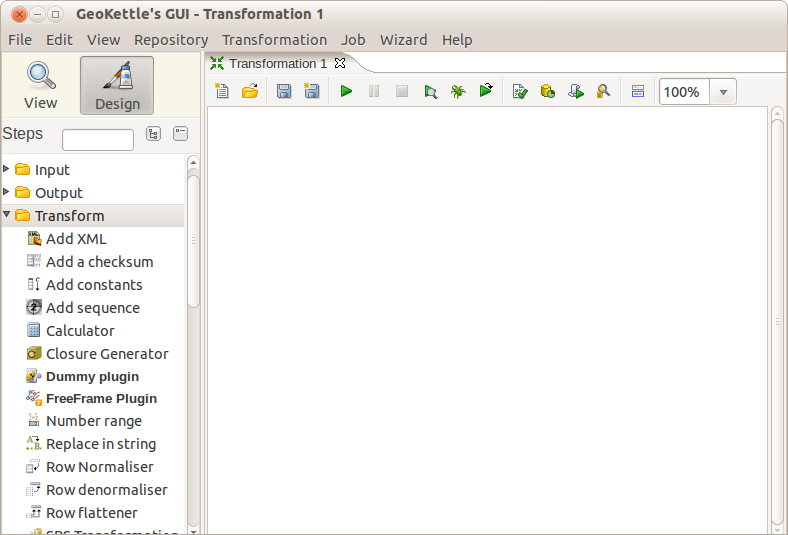 GeoKettle's GUI - Transformation 1
File Edit View Repository Transformation Job Wizard Help
View
Design
Steps
Input
Output
Transform
Add XML
Add a checksum
Add constants
Add sequence
Calculator
Closure Generator
Dummy plugin
FreeFrame Plugin
Number range
Replace in string
Row Normaliser
Row denormaliser
Row flattener
Transformation 1
100%